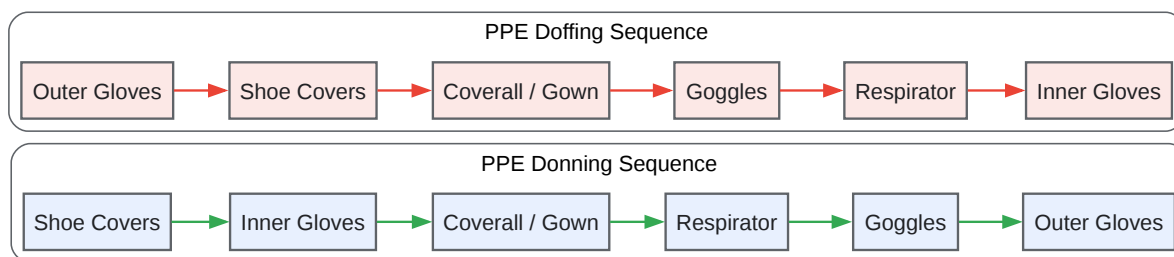 PPE Doffing Sequence
Outer Gloves Shoe Covers Coverall / Gown Goggles Respirator Inner Gloves
PPE Donning Sequence
Shoe Covers Inner Gloves Coverall / Gown Respirator Goggles Outer Gloves